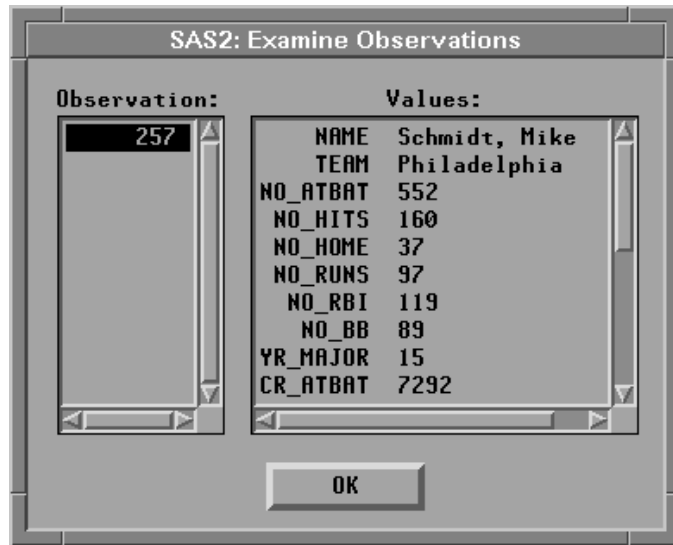 SAS2: Examine Observations
Observation:
257
Values:
NAME Schmidt, Mike
TEAM Philadelphia
NO_ATBAT 552
NO_HITS 160
NO_HOME 37
NO_RUNS 97
NO_RBI 119
NO_BB 89
YR_MAJOR 15
CR_ATBAT 7292
OK